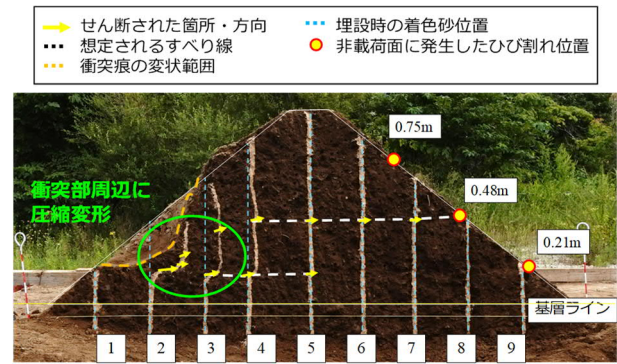 せん断された箇所・方向
想定されるすべり線
衝突痕の変状範囲
埋設時の着色砂位置
非載荷面に発生したひび割れ位置
0.75m
衝突部周辺に
圧縮変形
0.48m
0.21m
基層ライン
1 2 3 4 5 6 7 8 9